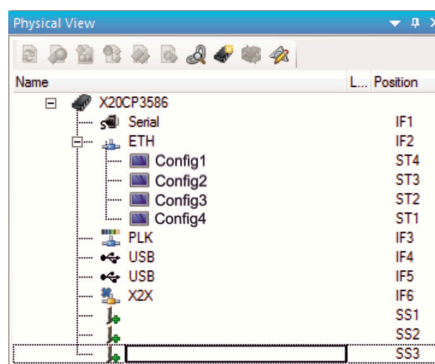 Physical View
Name L... Position
X20CP3586
Serial IF1
ETH IF2
Config1 ST4
Config2 ST3
Config3 ST2
Config4 ST1
PLK IF3
USB IF4
USB IF5
X2X IF6
SS1
SS2
SS3